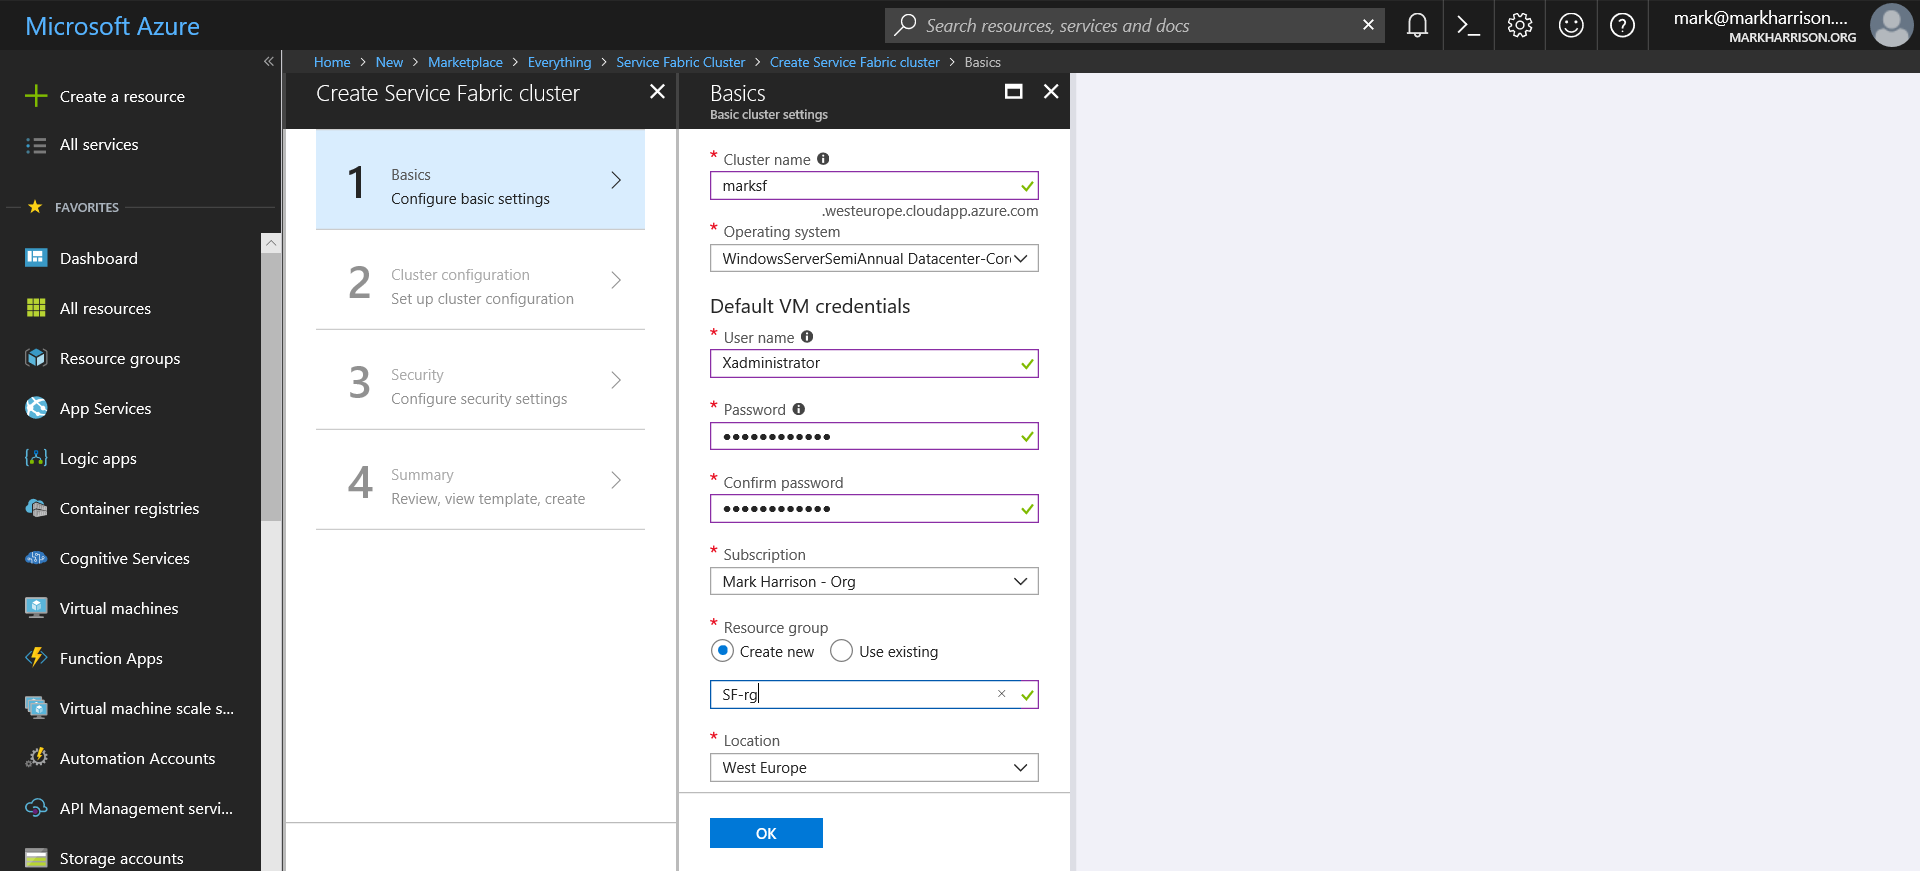 Microsoft Azure
Search resources, services and docs
mark@markharrison....
MARKHARRISON.ORG
Home > New > Marketplace > Everything > Service Fabric Cluster > Create Service Fabric cluster > Basics
Create a resource
All services
FAVORITES
Dashboard
All resources
Resource groups
App Services
Logic apps
Container registries
Cognitive Services
Virtual machines
Function Apps
Virtual machine scale s...
Automation Accounts
API Management servi...
Storage accounts
Create Service Fabric cluster
1
Basics
Configure basic settings
2
Cluster configuration
Set up cluster configuration
3
Security
Configure security settings
4
Summary
Review, view template, create
Basics
Basic cluster settings
* Cluster name
marksf
.westeurope.cloudapp.azure.com
* Operating system
WindowsServerSemiAnnual Datacenter-Cor
Default VM credentials
* User name
Xadministrator
* Password
••••••••••••
* Confirm password
••••••••••••
* Subscription
Mark Harrison - Org
* Resource group
Create new Use existing
SF-rg
* Location
West Europe
OK